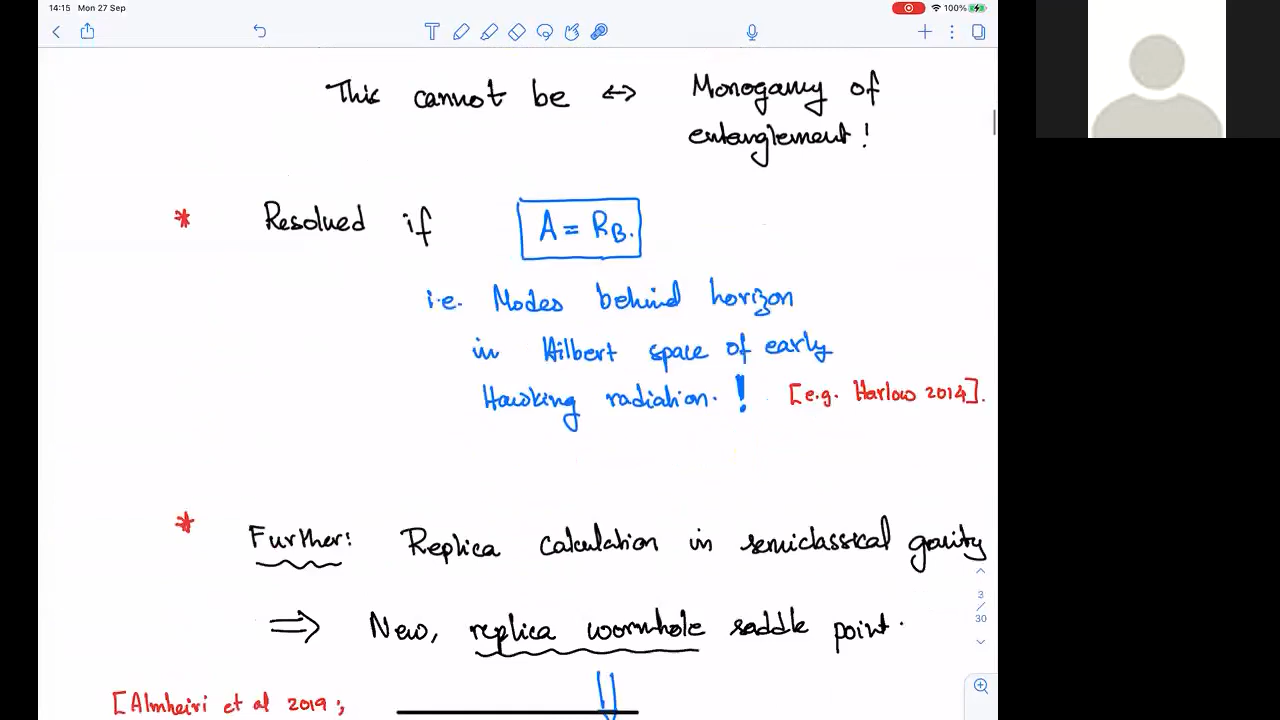 14:15 Mon 27 Sep
100%
This cannot be ↔ Monogamy of
entanglement!
* Resolved if A = R_B.
i.e. Modes behind horizon
in Hilbert space of early
Hawking radiation. ! [e.g. Harlow 2014].
* Further: Replica calculation in semiclassical gravity
⇒ New, replica wormhole saddle point.
[Almheiri et al 2019;
3
/
30